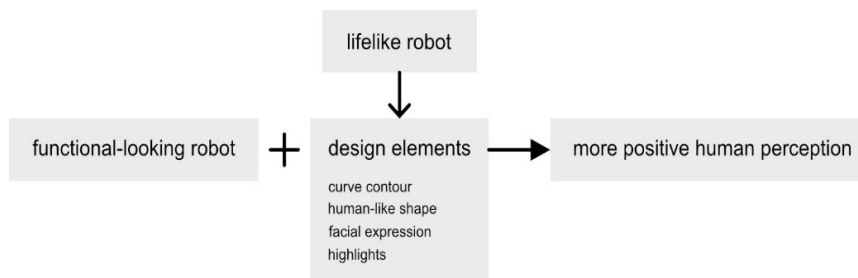 lifelike robot
functional-looking robot
+
design elements
curve contour
human-like shape
facial expression
highlights
more positive human perception